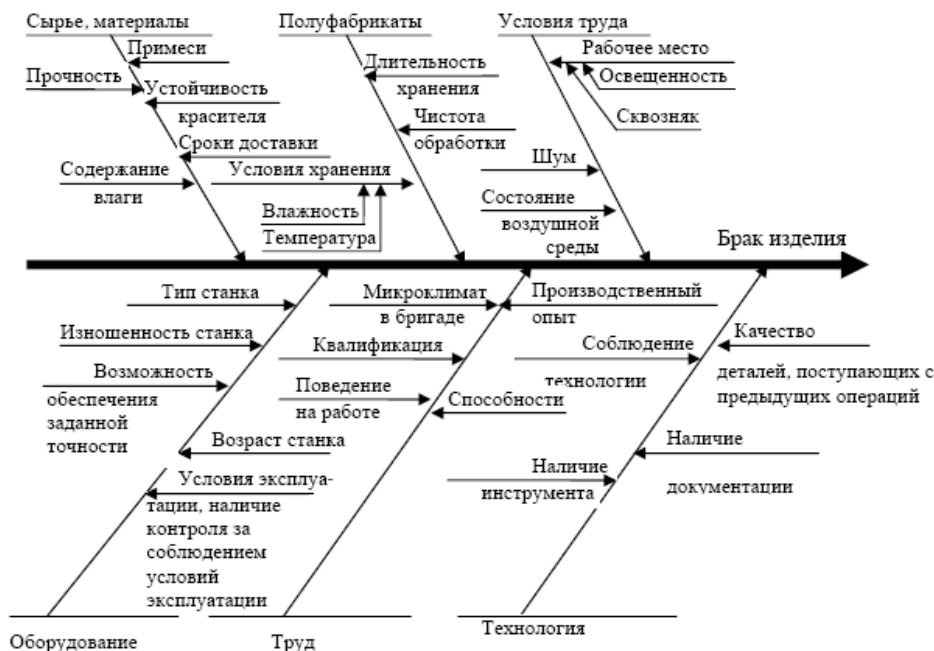 Сырье, материалы
Полуфабрикаты
Условия труда
Примеси
Прочность
Устойчивость
красителя
Сроки доставки
Содержание
влаги
Длительность
хранения
Чистота
обработки
Условия хранения
Влажность
Температура
Рабочее место
Освещенность
Сквозняк
Шум
Состояние
воздушной
среды
Брак изделия
Тип станка
Изношенность станка
Возможность
обеспечения
заданной
точности
Возраст станка
Условия эксплуа-
тации, наличие
контроля за
соблюдением
условий
эксплуатации
Микроклимат
в бригаде
Производственный
опыт
Квалификация
Поведение
на работе
Способности
Соблюдение
технологии
Качество
деталей, поступающих с
предыдущих операций
Наличие
документации
Наличие
инструмента
Оборудование
Труд
Технология